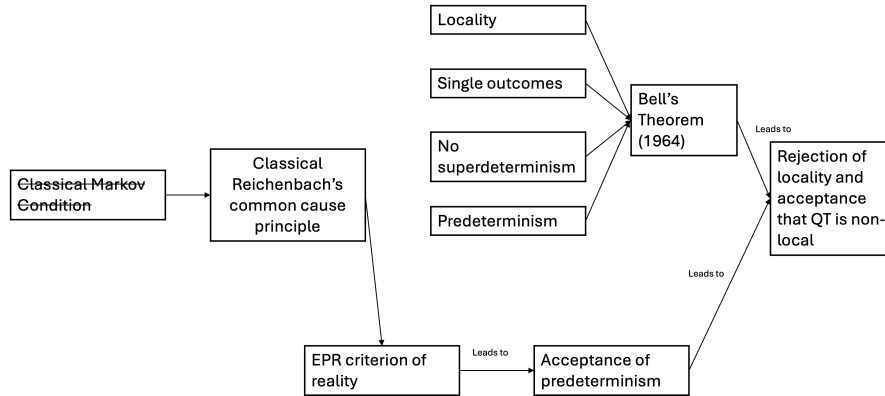 Locality
Single outcomes
No
superdeterminism
Predeterminism
Bell's
Theorem
(1964)
Leads to
Rejection of
locality and
acceptance
that QT is non-
local
Classical Markov
Condition
Classical
Reichenbach's
common cause
principle
Leads to
EPR criterion of
reality
Leads to
Acceptance of
predeterminism